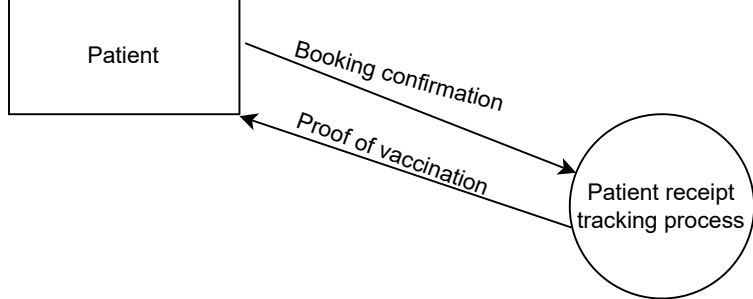 Patient
Booking confirmation
Proof of vaccination
Patient receipt
tracking process